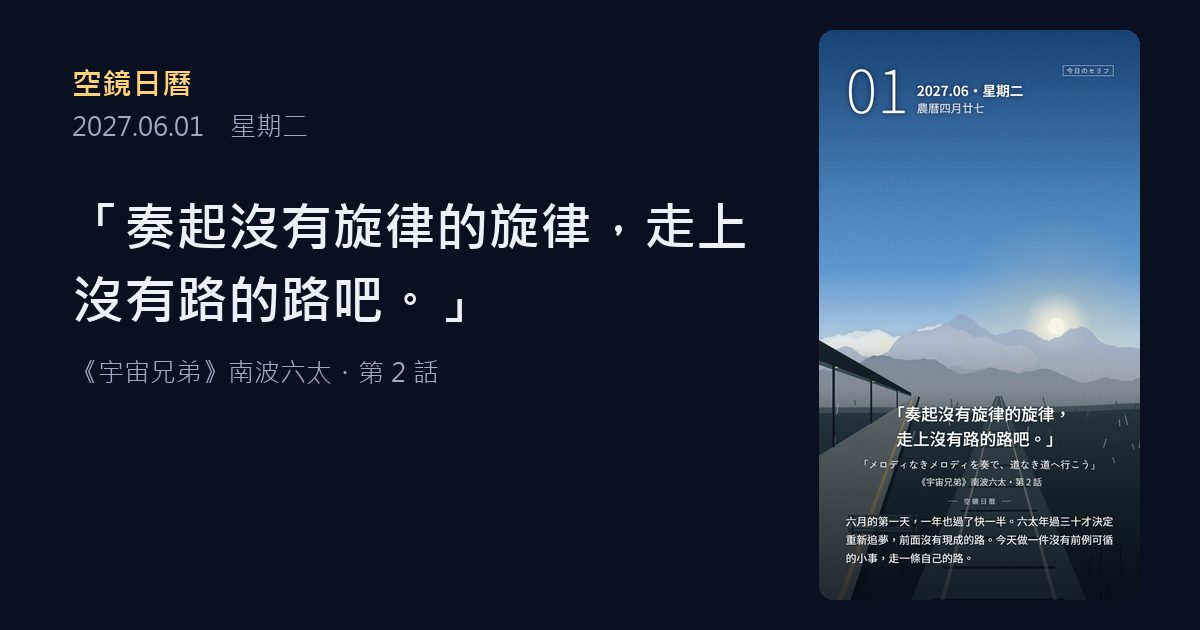 空鏡日曆
2027.06.01　星期二
「奏起沒有旋律的旋律，走上
沒有路的路吧。」
《宇宙兄弟》南波六太・第 2 話
01
2027.06・星期二
農曆四月廿七
今日のセリフ
「奏起沒有旋律的旋律，
走上沒有路的路吧。」
「メロディなきメロディを奏で、道なき道へ行こう」
《宇宙兄弟》南波六太・第 2 話
— 空鏡日曆 —
六月的第一天，一年也過了快一半。六太年過三十才決定
重新追夢，前面沒有現成的路。今天做一件沒有前例可循
的小事，走一條自己的路。